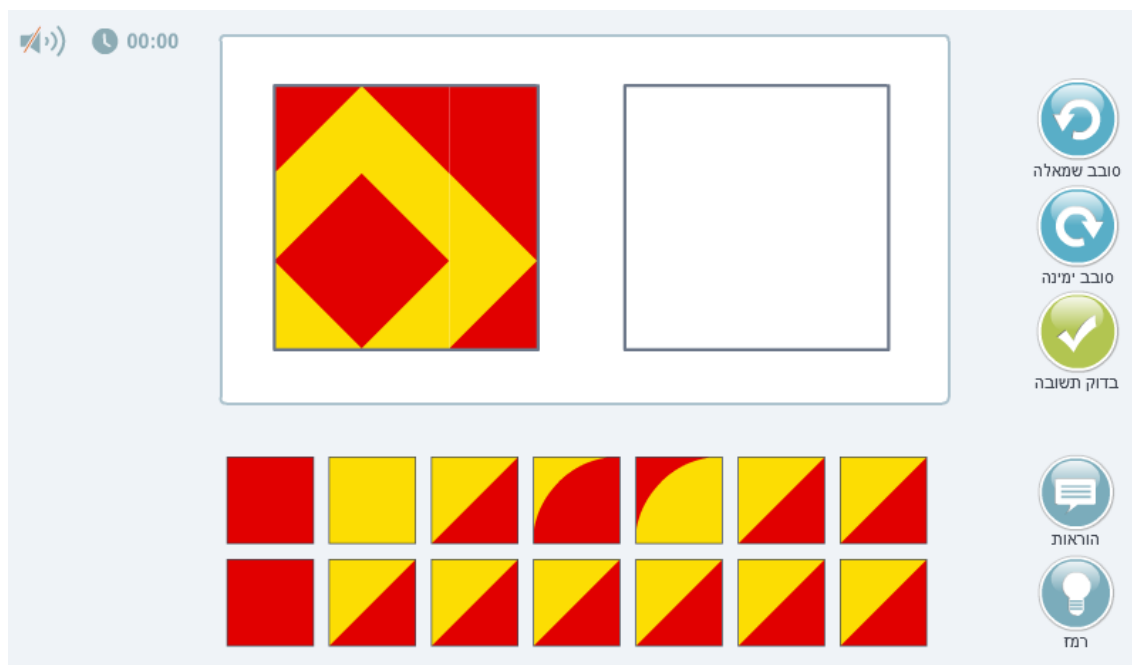 00:00
סובב שמאלה
סובב ימינה
בדוק תשובה
הוראות
רמז